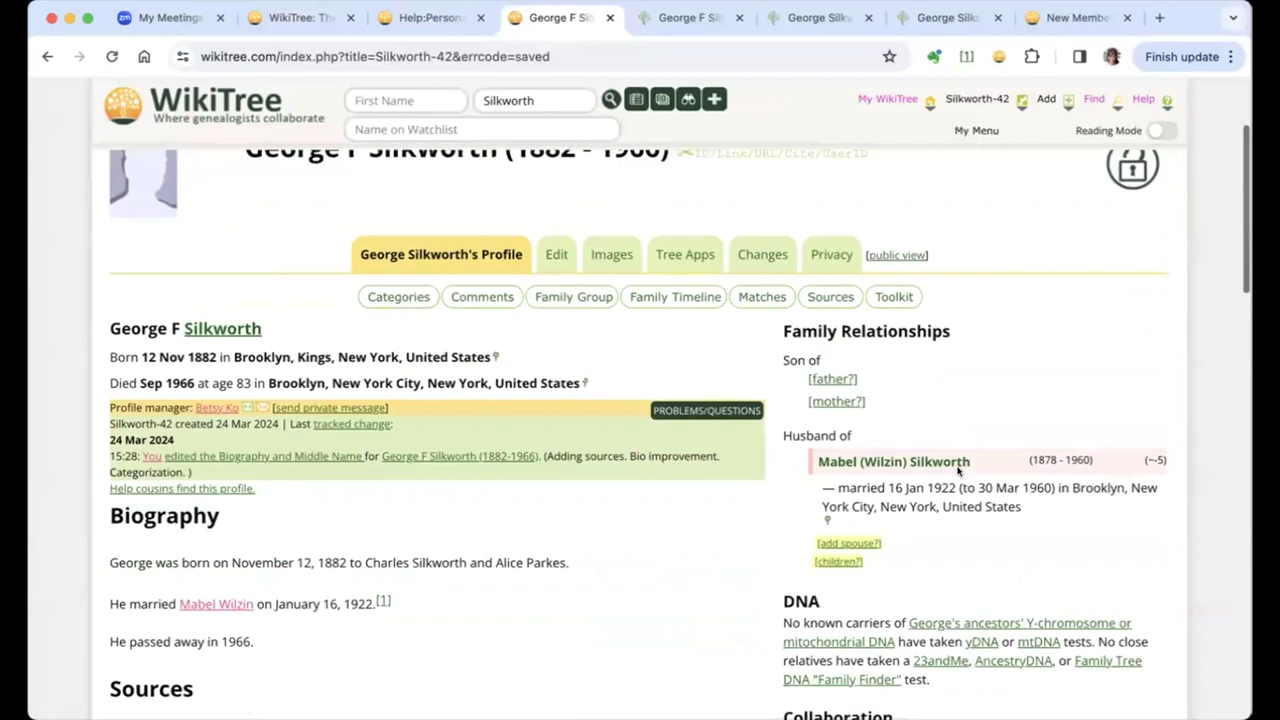 My Meetings
WikiTree: The
Help:Person
George F Sil
George F Sil
George Silk
George Silk
New Membe
Finish update
wikitree.com/index.php?title=Silkworth-42&errcode=saved
[1]
WikiTree
Where genealogists collaborate
First Name
Silkworth
Name on Watchlist
My WikiTree
Silkworth-42
Add
Find
Help
My Menu
Reading Mode
George F Silkworth (1882 - 1966)
ID/Link/URL/Cite/UserID
George Silkworth's Profile
Edit
Images
Tree Apps
Changes
Privacy
[public view]
Categories
Comments
Family Group
Family Timeline
Matches
Sources
Toolkit
George F Silkworth
Born 12 Nov 1882 in Brooklyn, Kings, New York, United States
Died Sep 1966 at age 83 in Brooklyn, New York City, New York, United States
Profile manager: Betsy Ko [send private message]
PROBLEMS/QUESTIONS
Silkworth-42 created 24 Mar 2024 | Last tracked change:
24 Mar 2024
15:28: You edited the Biography and Middle Name for George F Silkworth (1882-1966). (Adding sources. Bio improvement.
Categorization. )
Help cousins find this profile.
Biography
George was born on November 12, 1882 to Charles Silkworth and Alice Parkes.
He married Mabel Wilzin on January 16, 1922.[1]
He passed away in 1966.
Sources
Family Relationships
Son of
[father?]
[mother?]
Husband of
Mabel (Wilzin) Silkworth (1878 - 1960) (~-5)
— married 16 Jan 1922 (to 30 Mar 1960) in Brooklyn, New
York City, New York, United States
[add spouse?]
[children?]
DNA
No known carriers of George's ancestors' Y-chromosome or
mitochondrial DNA have taken yDNA or mtDNA tests. No close
relatives have taken a 23andMe, AncestryDNA, or Family Tree
DNA "Family Finder" test.
Collaboration